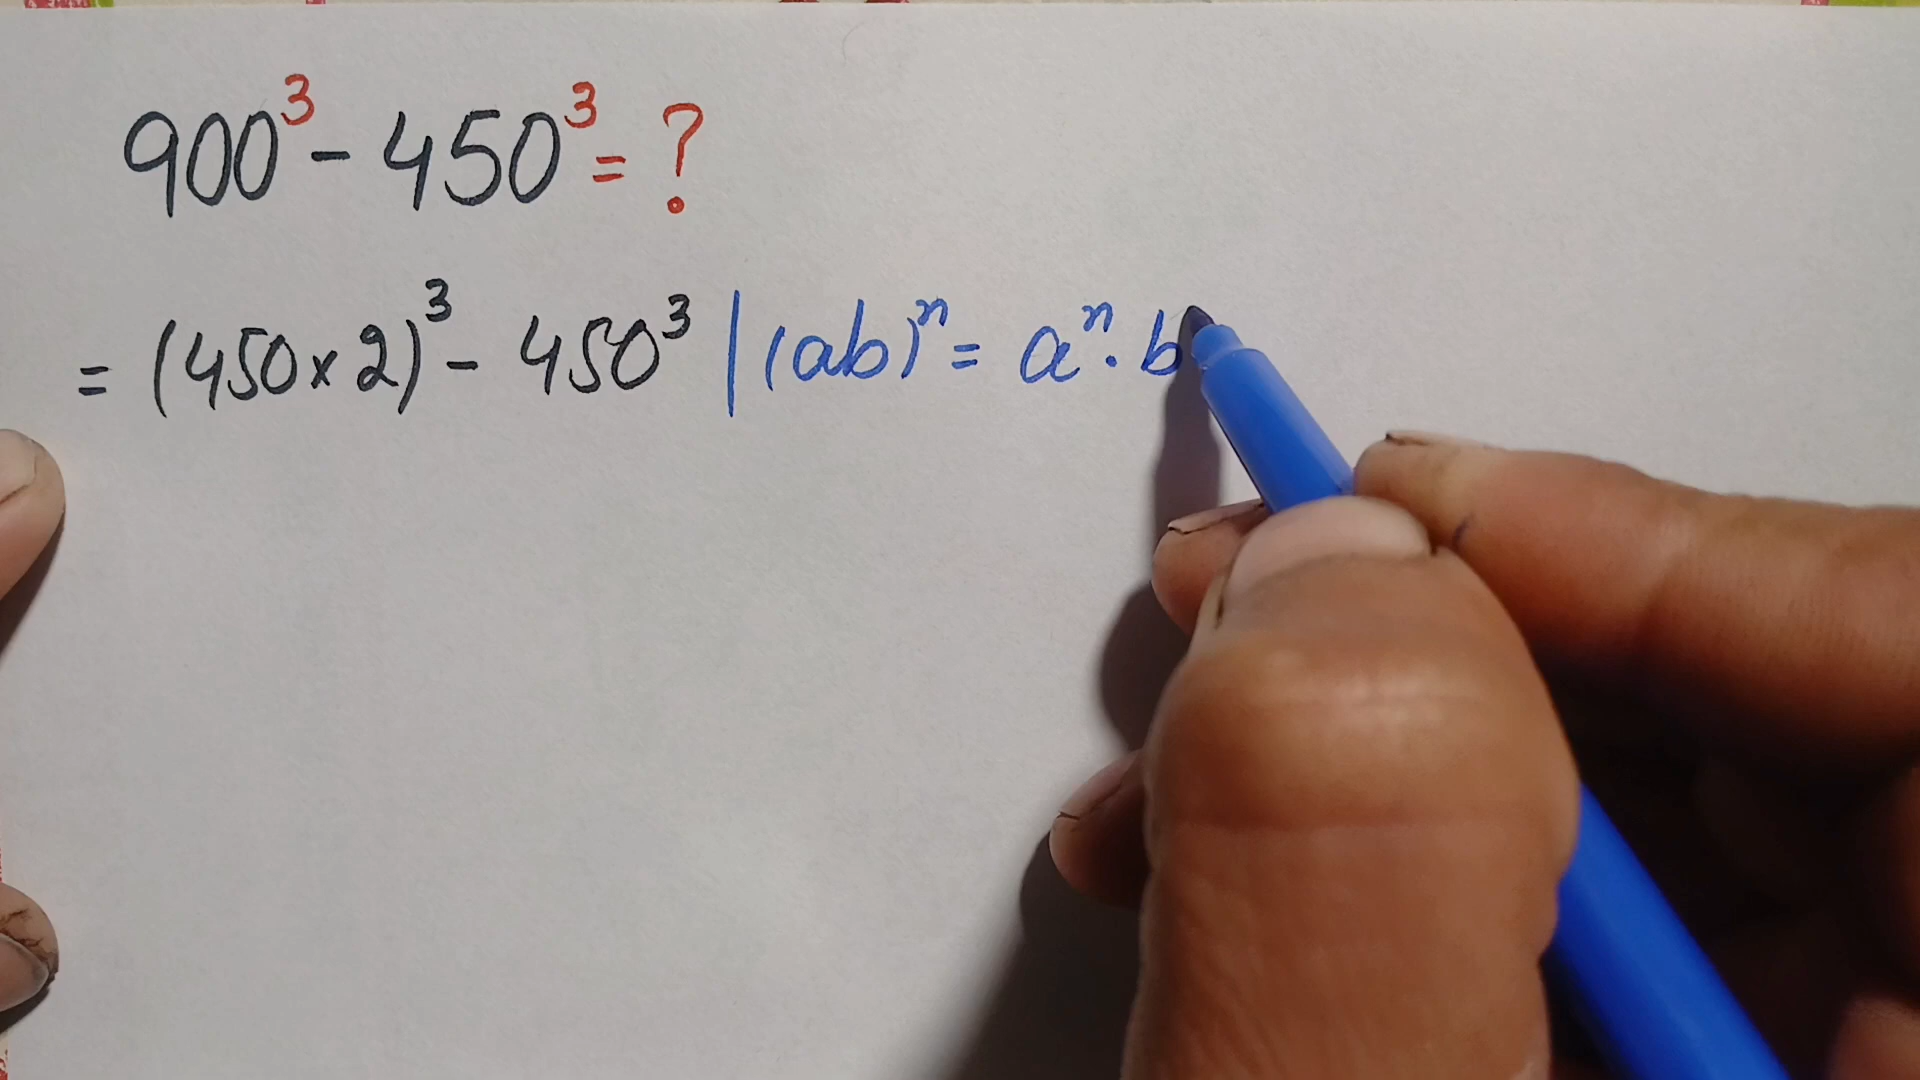 900³ - 450³ = ?
= (450 × 2)³ - 450³ | (ab)ⁿ = aⁿ · b